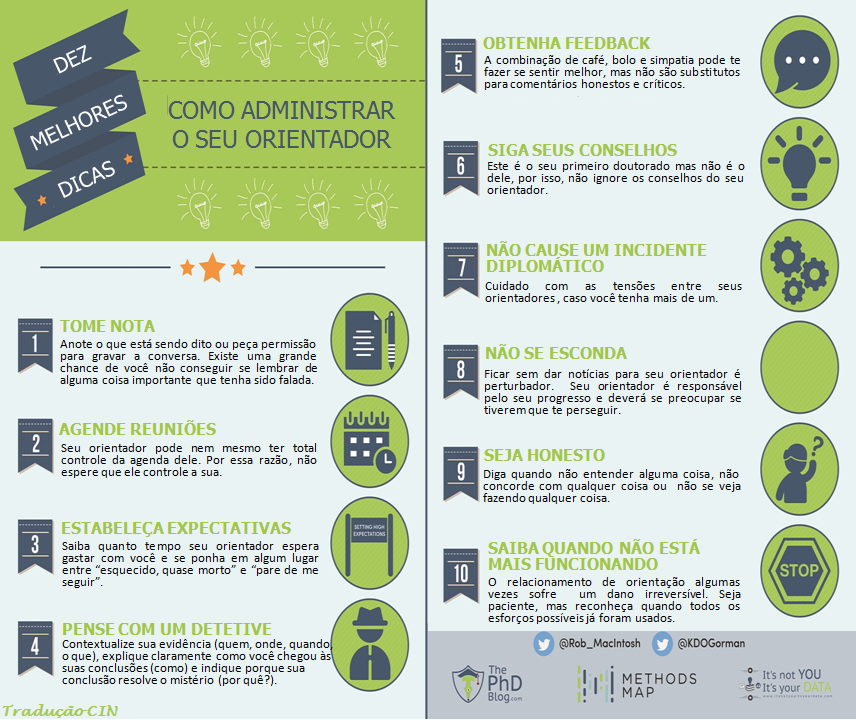 DEZ
MELHORES
DICAS
COMO ADMINISTRAR
O SEU ORIENTADOR
1
TOME NOTA
Anote o que está sendo dito ou peça permissão
para gravar a conversa. Existe uma grande
chance de você não conseguir se lembrar de
alguma coisa importante que tenha sido falada.
2
AGENDE REUNIÕES
Seu orientador pode nem mesmo ter total
controle da agenda dele. Por essa razão, não
espere que ele controle a sua.
3
ESTABELEÇA EXPECTATIVAS
Saiba quanto tempo seu orientador espera
gastar com você e se ponha em algum lugar
entre “esquecido, quase morto” e “pare de me
seguir”.
SETTING HIGH
EXPECTATIONS
4
PENSE COM UM DETETIVE
Contextualize sua evidência (quem, onde, quando,
o que), explique claramente como você chegou às
suas conclusões (como) e indique porque sua
conclusão resolve o mistério (por quê?).
Tradução CIN
5
OBTENHA FEEDBACK
A combinação de café, bolo e simpatia pode te
fazer se sentir melhor, mas não são substitutos
para comentários honestos e críticos.
6
SIGA SEUS CONSELHOS
Este é o seu primeiro doutorado mas não é o
dele, por isso, não ignore os conselhos do seu
orientador.
7
NÃO CAUSE UM INCIDENTE
DIPLOMÁTICO
Cuidado com as tensões entre seus
orientadores, caso você tenha mais de um.
8
NÃO SE ESCONDA
Ficar sem dar notícias para seu orientador é
perturbador. Seu orientador é responsável
pelo seu progresso e deverá se preocupar se
tiverem que te perseguir.
9
SEJA HONESTO
Diga quando não entender alguma coisa, não
concorde com qualquer coisa ou não se veja
fazendo qualquer coisa.
?
10
SAIBA QUANDO NÃO ESTÁ
MAIS FUNCIONANDO
O relacionamento de orientação algumas
vezes sofre um dano irreversível. Seja
paciente, mas reconheça quando todos os
esforços possíveis já foram usados.
STOP
@Rob_MacIntosh @KDOGorman
The
PhD
Blog.com
METHODS
MAP
It's not YOU
It's your DATA